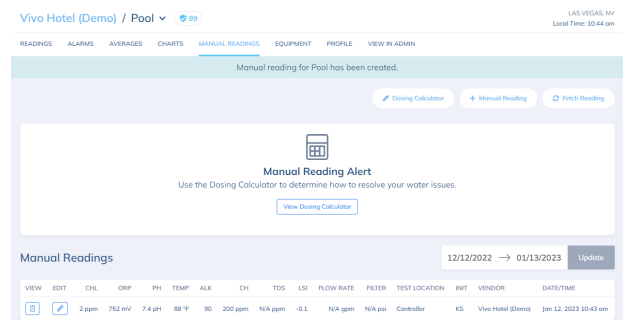 Vivo Hotel (Demo) / Pool 99
LAS VEGAS, NV
Local Time: 10:44 am
READINGS ALARMS AVERAGES CHARTS MANUAL READINGS EQUIPMENT PROFILE VIEW IN ADMIN
Manual reading for Pool has been created.
Dosing Calculator + Manual Reading Fetch Reading
Manual Reading Alert
Use the Dosing Calculator to determine how to resolve your water issues.
View Dosing Calculator
Manual Readings
12/12/2022 → 01/13/2023 Update
VIEW EDIT CHL ORP PH TEMP ALK CH TDS LSI FLOW RATE FILTER TEST LOCATION INIT VENDOR DATE/TIME
2 ppm 752 mV 7.4 pH 88 °F 90 200 ppm N/A ppm -0.1 N/A gpm N/A psi Controller KS Vivo Hotel (Demo) Jan 12, 2023 10:43 am